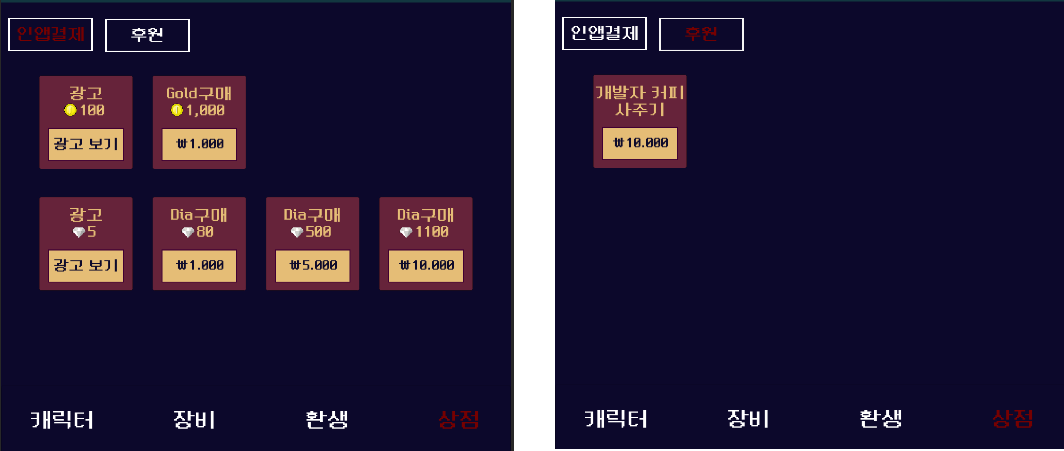 인앱결제
후원
광고
100
광고 보기
Gold구매
1,000
₩1.000
광고
5
광고 보기
Dia구매
80
₩1.000
Dia구매
500
₩5.000
Dia구매
1100
₩10.000
캐릭터
장비
환생
상점
인앱결제
후원
개발자 커피
사주기
₩10.000
캐릭터
장비
환생
상점